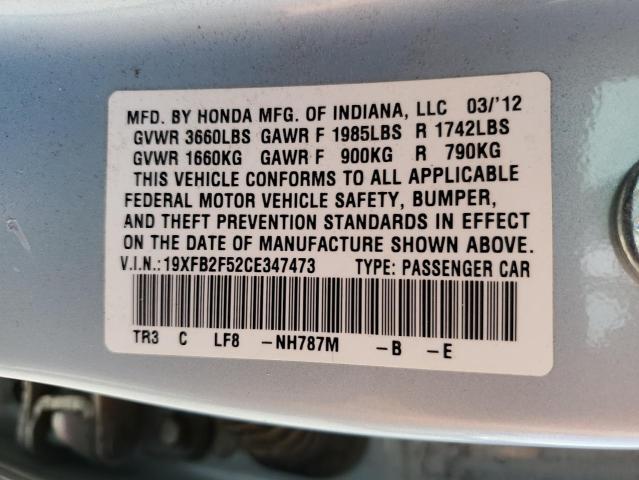 MFD. BY HONDA MFG. OF INDIANA, LLC 03/'12
GVWR 3660LBS GAWR F 1985LBS R 1742LBS
GVWR 1660KG GAWR F 900KG R 790KG
THIS VEHICLE CONFORMS TO ALL APPLICABLE
FEDERAL MOTOR VEHICLE SAFETY, BUMPER,
AND THEFT PREVENTION STANDARDS IN EFFECT
ON THE DATE OF MANUFACTURE SHOWN ABOVE.
V.I.N.: 19XFB2F52CE347473 TYPE: PASSENGER CAR
TR3 C LF8 -NH787M -B -E